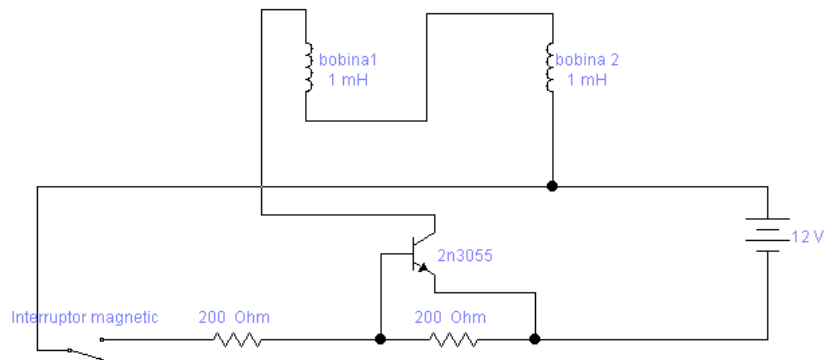 bobina1
1 mH
bobina 2
1 mH
12 V
2n3055
Interruptor magnetic
200 Ohm
200 Ohm